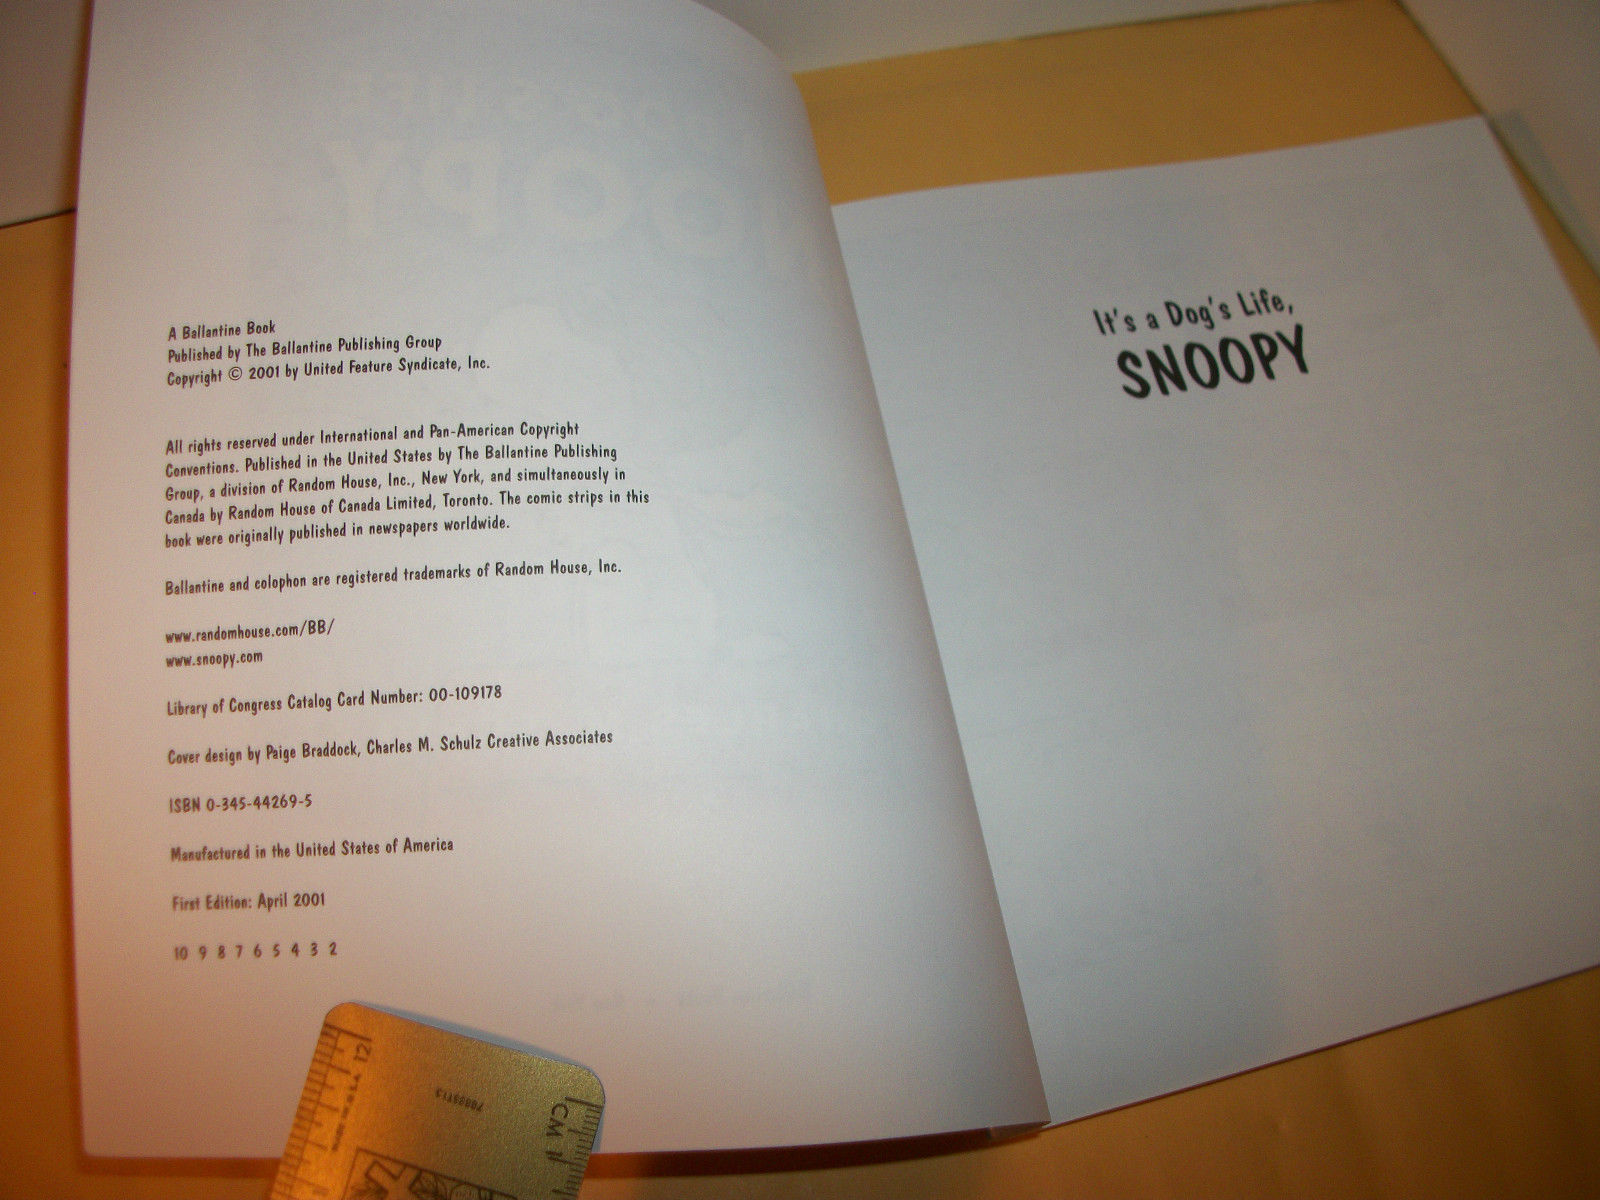 A Ballantine Book
Published by The Ballantine Publishing Group
Copyright © 2001 by United Feature Syndicate, Inc.
All rights reserved under International and Pan-American Copyright
Conventions. Published in the United States by The Ballantine Publishing
Group, a division of Random House, Inc., New York, and simultaneously in
Canada by Random House of Canada Limited, Toronto. The comic strips in this
book were originally published in newspapers worldwide.
Ballantine and colophon are registered trademarks of Random House, Inc.
www.randomhouse.com/BB/
www.snoopy.com
Library of Congress Catalog Card Number: 00-109178
Cover design by Paige Braddock, Charles M. Schulz Creative Associates
ISBN 0-345-44269-5
Manufactured in the United States of America
First Edition: April 2001
10 9 8 7 6 5 4 3 2
It's a Dog's Life,
SNOOPY
12
CM 1